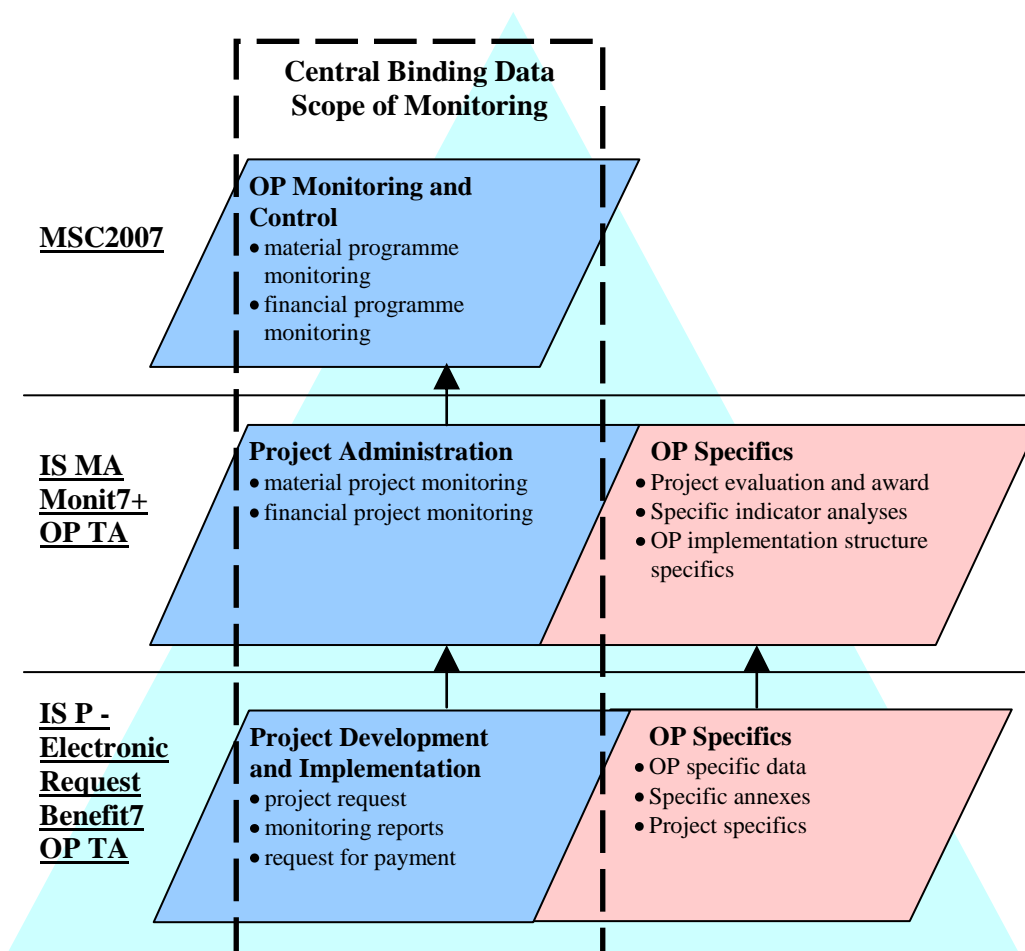 Central Binding Data
Scope of Monitoring
MSC2007
OP Monitoring and
Control
• material programme
monitoring
• financial programme
monitoring
IS MA
Monit7+
OP TA
Project Administration
• material project monitoring
• financial project monitoring
OP Specifics
• Project evaluation and award
• Specific indicator analyses
• OP implementation structure
specifics
IS P -
Electronic
Request
Benefit7
OP TA
Project Development
and Implementation
• project request
• monitoring reports
• request for payment
OP Specifics
• OP specific data
• Specific annexes
• Project specifics